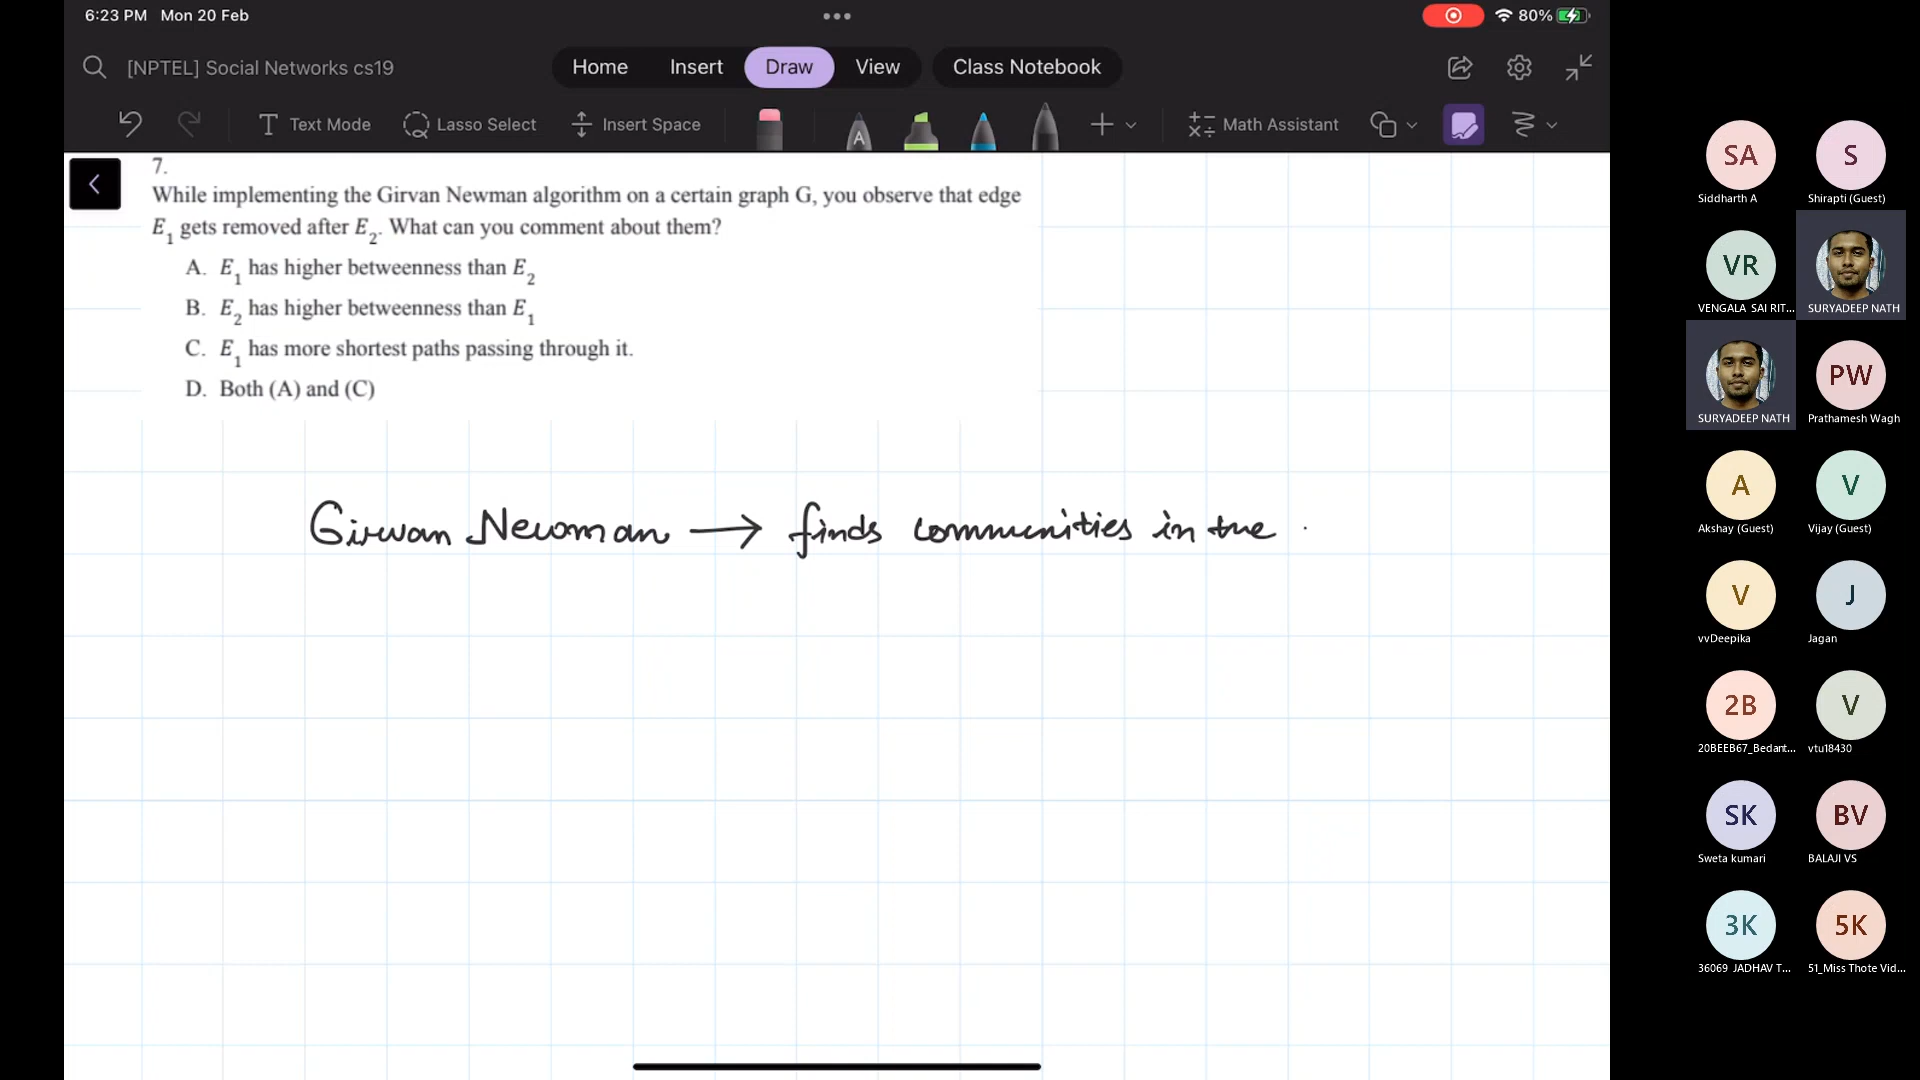 6:23 PM Mon 20 Feb
80%
[NPTEL] Social Networks cs19
Home Insert Draw View Class Notebook
Text Mode Lasso Select Insert Space A Math Assistant
7.
While implementing the Girvan Newman algorithm on a certain graph G, you observe that edge
E1 gets removed after E2. What can you comment about them?
A. E1 has higher betweenness than E2
B. E2 has higher betweenness than E1
C. E1 has more shortest paths passing through it.
D. Both (A) and (C)
Girvan Newman → finds communities in the
SA S
Siddharth A Shirapti (Guest)
VR
VENGALA SAI RIT... SURYADEEP NATH
PW
SURYADEEP NATH Prathamesh Wagh
A V
Akshay (Guest) Vijay (Guest)
V J
vvDeepika Jagan
2B V
20BEEB67_Bedant... vtu18430
SK BV
Sweta kumari BALAJI VS
3K 5K
36069 JADHAV T... 51_Miss Thote Vid...